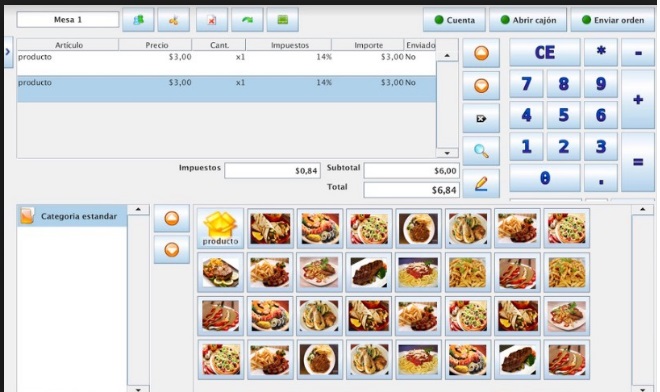 Mesa 1
Cuenta
Abrir cajón
Enviar orden
Artículo Precio Cant. Impuestos Importe Enviado
producto $3,00 x1 14% $3,00 No
producto $3,00 x1 14% $3,00 No
Impuestos $0,84 Subtotal $6,00
Total $6,84
CE * -
7 8 9 +
4 5 6
1 2 3 =
0 .
Categoria estandar
producto